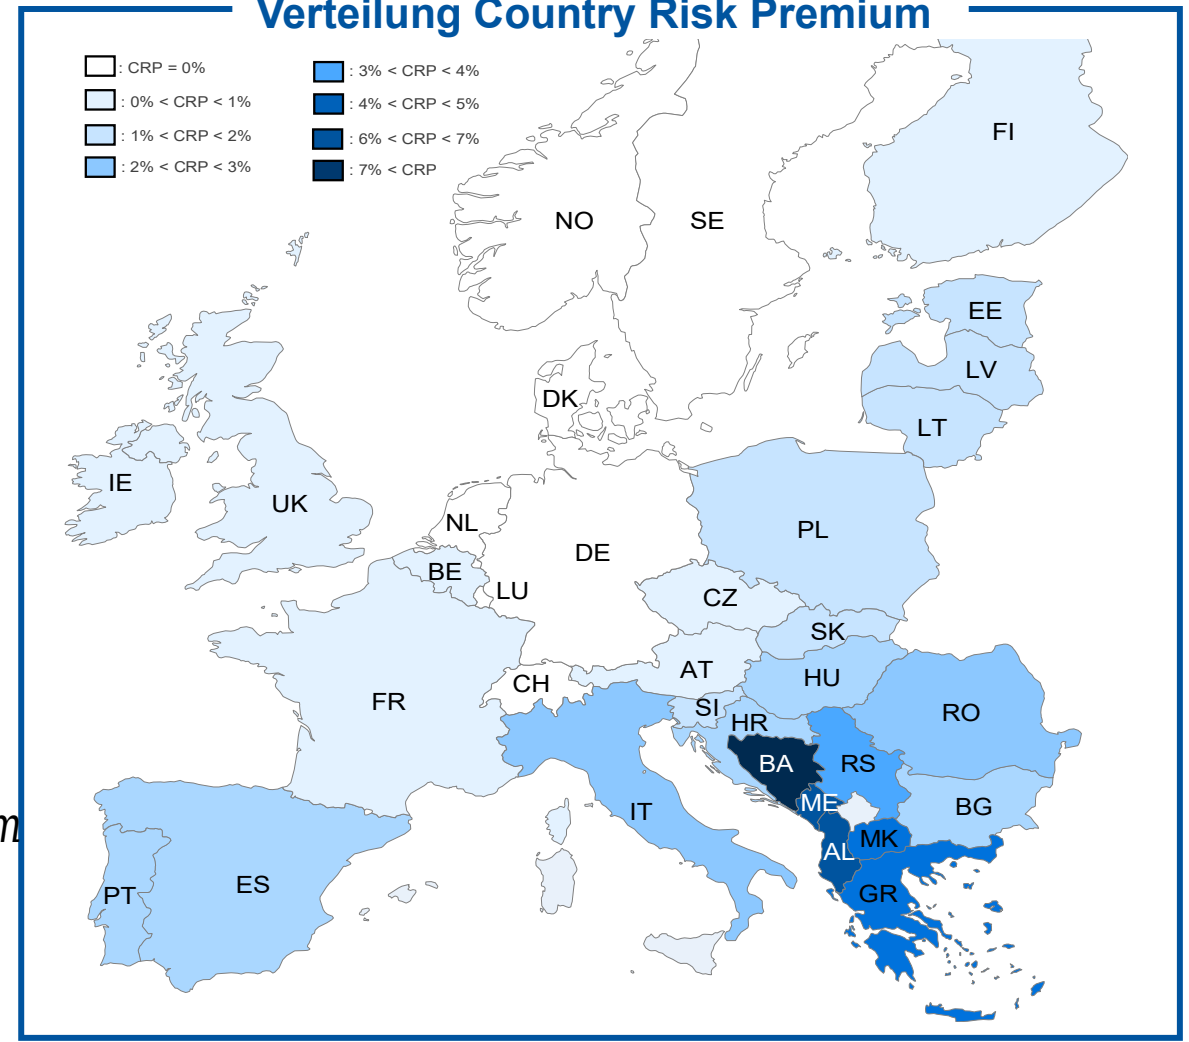 Verteilung Country Risk Premium
: CRP = 0%
: 0% < CRP < 1%
: 1% < CRP < 2%
: 2% < CRP < 3%
: 3% < CRP < 4%
: 4% < CRP < 5%
: 6% < CRP < 7%
: 7% < CRP
FI
NO
SE
EE
LV
DK
LT
IE
UK
NL
PL
DE
BE
LU
CZ
SK
AT
HU
CH
FR
SI
HR
RO
BA
RS
ME
BG
IT
m
MK
AL
ES
PT
GR